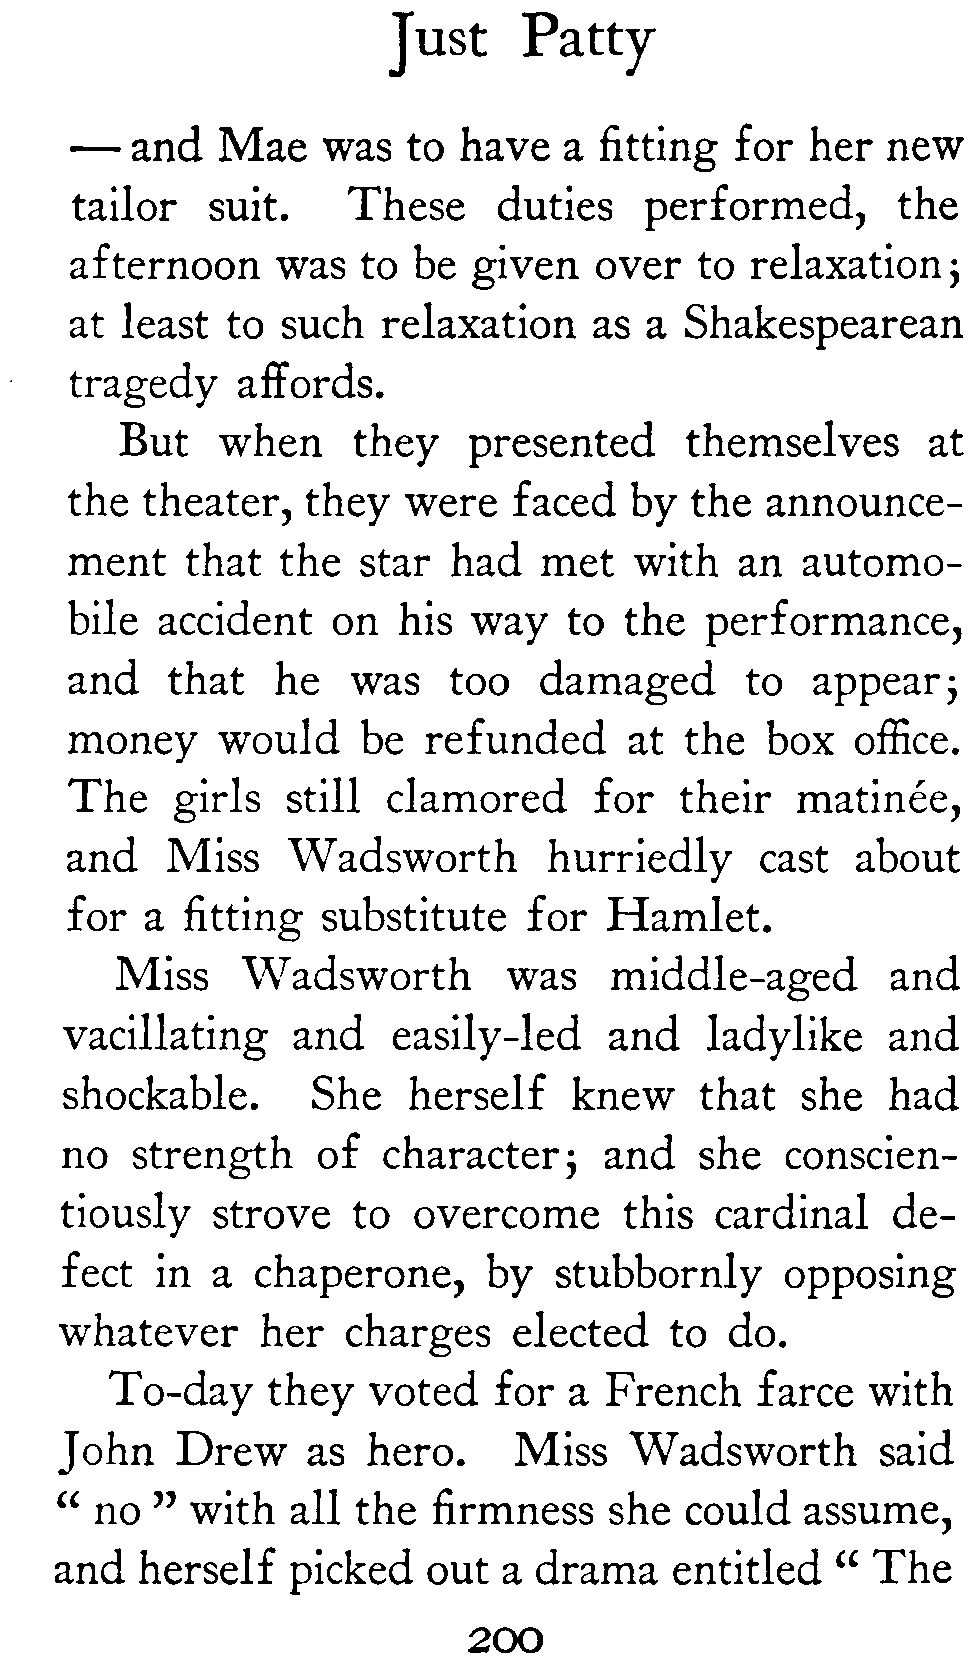 Just Patty
— and Mae was to have a fitting for her new
tailor suit. These duties performed, the
afternoon was to be given over to relaxation;
at least to such relaxation as a Shakespearean
tragedy affords.
But when they presented themselves at
the theater, they were faced by the announce-
ment that the star had met with an automo-
bile accident on his way to the performance,
and that he was too damaged to appear;
money would be refunded at the box office.
The girls still clamored for their matinée,
and Miss Wadsworth hurriedly cast about
for a fitting substitute for Hamlet.
Miss Wadsworth was middle-aged and
vacillating and easily-led and ladylike and
shockable. She herself knew that she had
no strength of character; and she conscien-
tiously strove to overcome this cardinal de-
fect in a chaperone, by stubbornly opposing
whatever her charges elected to do.
To-day they voted for a French farce with
John Drew as hero. Miss Wadsworth said
“ no ” with all the firmness she could assume,
and herself picked out a drama entitled “ The
200